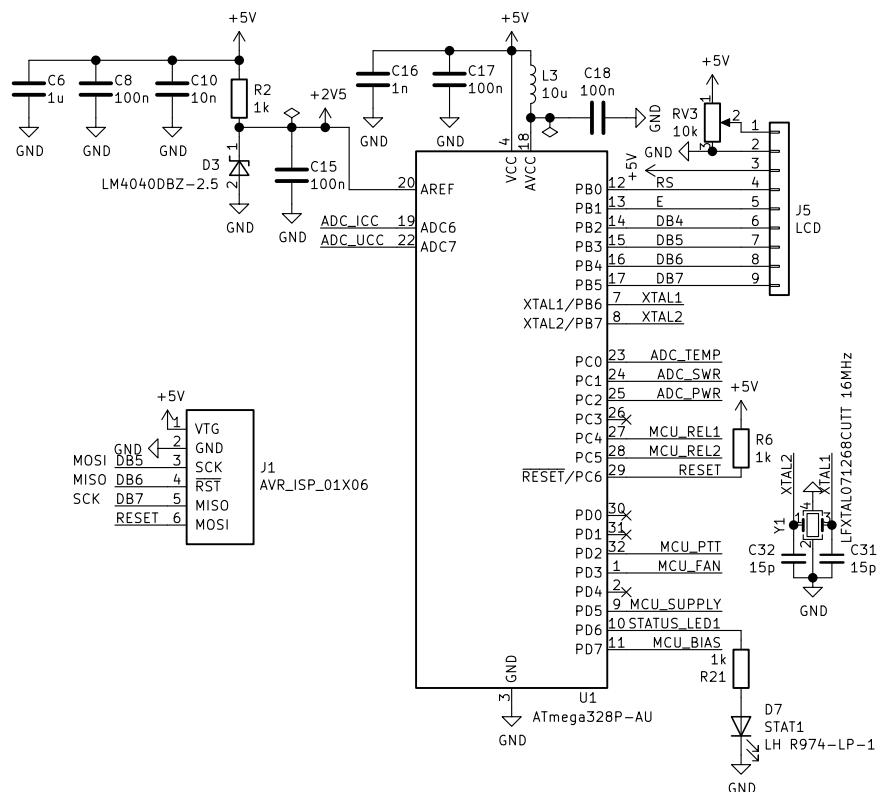 +5V
C6
1u
C8
100n
C10
10n
R2
1k
GND
GND
GND
+2V5
D3
LM4040DBZ-2.5
1
2
GND
C15
100n
GND
+5V
C16
1n
C17
100n
L3
10u
C18
100n
GND
GND
GND
4
18
VCC
AVCC
20 AREF
ADC_ICC 19 ADC6
ADC_UCC 22 ADC7
+5V
RV3
10k
1
2
3
GND
+5V
1
2
3
PB0 12 RS 4
PB1 13 E 5
PB2 14 DB4 6
PB3 15 DB5 7
PB4 16 DB6 8
PB5 17 DB7 9
J5
LCD
XTAL1/PB6 7 XTAL1
XTAL2/PB7 8 XTAL2
PC0 23 ADC_TEMP
PC1 24 ADC_SWR
PC2 25 ADC_PWR
PC3 26
PC4 27 MCU_REL1
PC5 28 MCU_REL2
RESET/PC6 29 RESET
+5V
R6
1k
PD0 30
PD1 31
PD2 32 MCU_PTT
PD3 1 MCU_FAN
PD4 2
PD5 9 MCU_SUPPLY
PD6 10 STATUS_LED1
PD7 11 MCU_BIAS
GND
3
GND
U1
ATmega328P-AU
1k
R21
D7
STAT1
LH R974-LP-1
GND
+5V
1 VTG
GND 2 GND
MOSI DB5 3 SCK
MISO DB6 4 RST
SCK DB7 5 MISO
RESET 6 MOSI
J1
AVR_ISP_01X06
XTAL2
XTAL1
LFXTAL071268CUTT 16MHz
Y1
1
4
3
2
C32
15p
C31
15p
GND